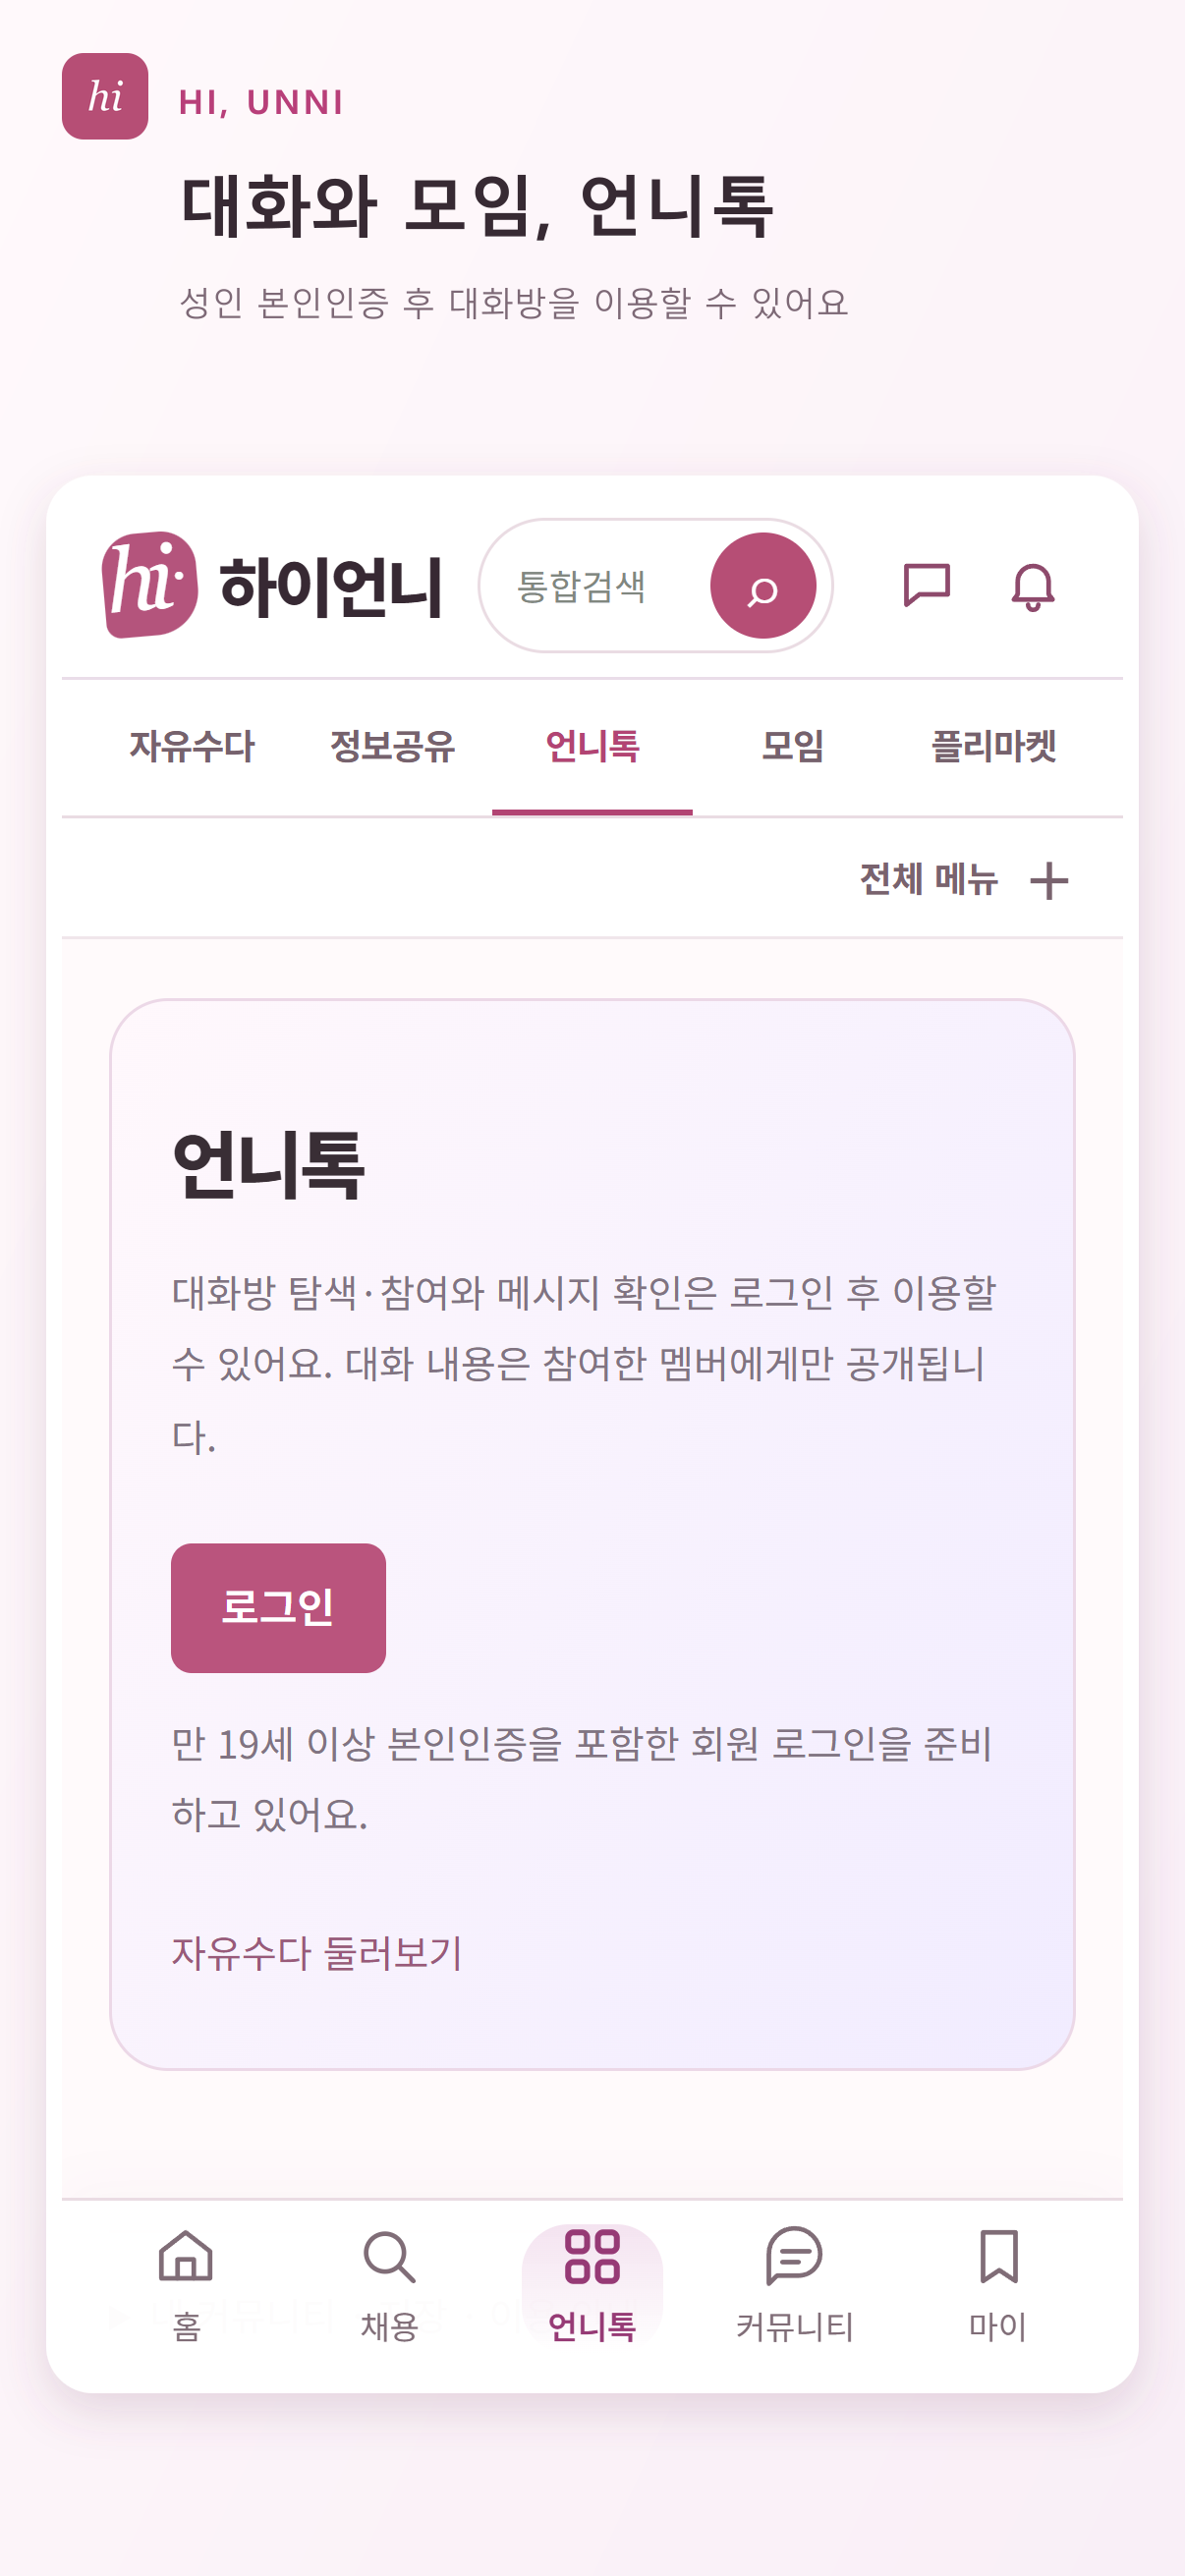 hi
HI, UNNI
대화와 모임, 언니톡
성인 본인인증 후 대화방을 이용할 수 있어요
hi
하이언니
통합검색
자유수다 정보공유 언니톡 모임 플리마켓
전체 메뉴 +
언니톡
대화방 탐색·참여와 메시지 확인은 로그인 후 이용할
수 있어요. 대화 내용은 참여한 멤버에게만 공개됩니
다.
로그인
만 19세 이상 본인인증을 포함한 회원 로그인을 준비
하고 있어요.
자유수다 둘러보기
홈 채용 언니톡 커뮤니티 마이